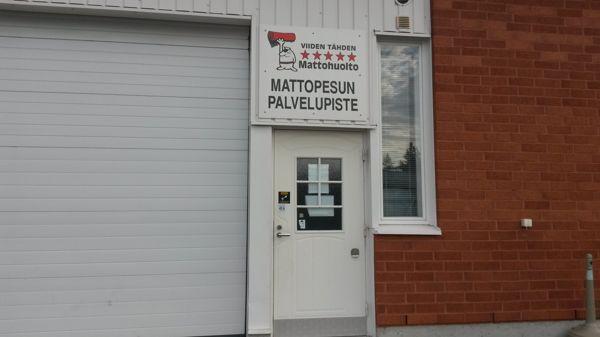 VIIDEN TÄHDEN
Mattohuolto
MATTOPESUN
PALVELUPISTE